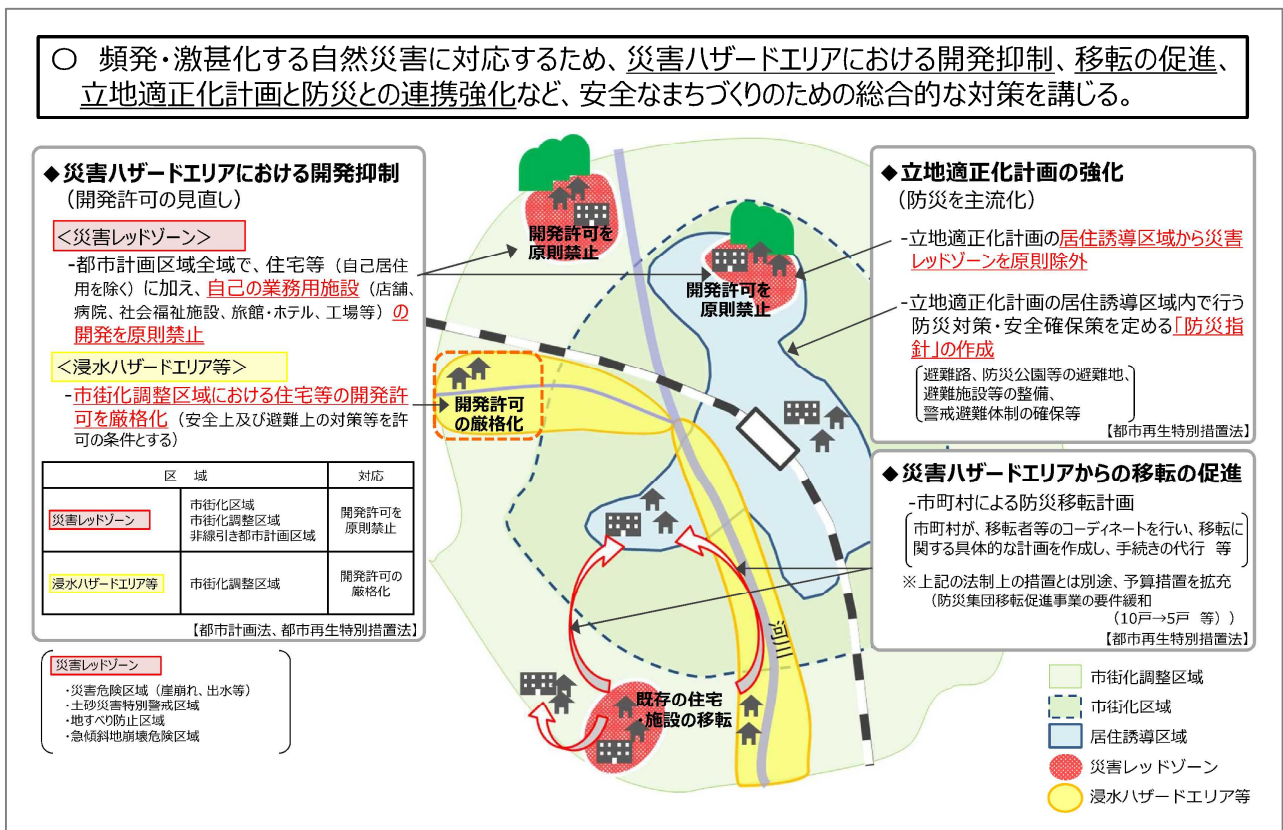 ○ 頻発・激甚化する自然災害に対応するため、災害ハザードエリアにおける開発抑制、移転の促進、
立地適正化計画と防災との連携強化など、安全なまちづくりのための総合的な対策を講じる。
◆災害ハザードエリアにおける開発抑制
（開発許可の見直し）
＜災害レッドゾーン＞
-都市計画区域全域で、住宅等（自己居住
用を除く）に加え、自己の業務用施設（店舗、
病院、社会福祉施設、旅館・ホテル、工場等）の
開発を原則禁止
＜浸水ハザードエリア等＞
-市街化調整区域における住宅等の開発許
可を厳格化（安全上及び避難上の対策等を許
可の条件とする）
区　域　対応
災害レッドゾーン
市街化区域
市街化調整区域
非線引き都市計画区域
開発許可を
原則禁止
浸水ハザードエリア等
市街化調整区域
開発許可の
厳格化
【都市計画法、都市再生特別措置法】
災害レッドゾーン
・災害危険区域（崖崩れ、出水等）
・土砂災害特別警戒区域
・地すべり防止区域
・急傾斜地崩壊危険区域
開発許可を
原則禁止
開発許可を
原則禁止
開発許可
の厳格化
河川
既存の住宅
・施設の移転
◆立地適正化計画の強化
（防災を主流化）
-立地適正化計画の居住誘導区域から災害
レッドゾーンを原則除外
-立地適正化計画の居住誘導区域内で行う
防災対策・安全確保策を定める「防災指
針」の作成
避難路、防災公園等の避難地、
避難施設等の整備、
警戒避難体制の確保等
【都市再生特別措置法】
◆災害ハザードエリアからの移転の促進
-市町村による防災移転計画
市町村が、移転者等のコーディネートを行い、移転に
関する具体的な計画を作成し、手続きの代行 等
※上記の法制上の措置とは別途、予算措置を拡充
（防災集団移転促進事業の要件緩和
（10戸→5戸 等））
【都市再生特別措置法】
市街化調整区域
市街化区域
居住誘導区域
災害レッドゾーン
浸水ハザードエリア等